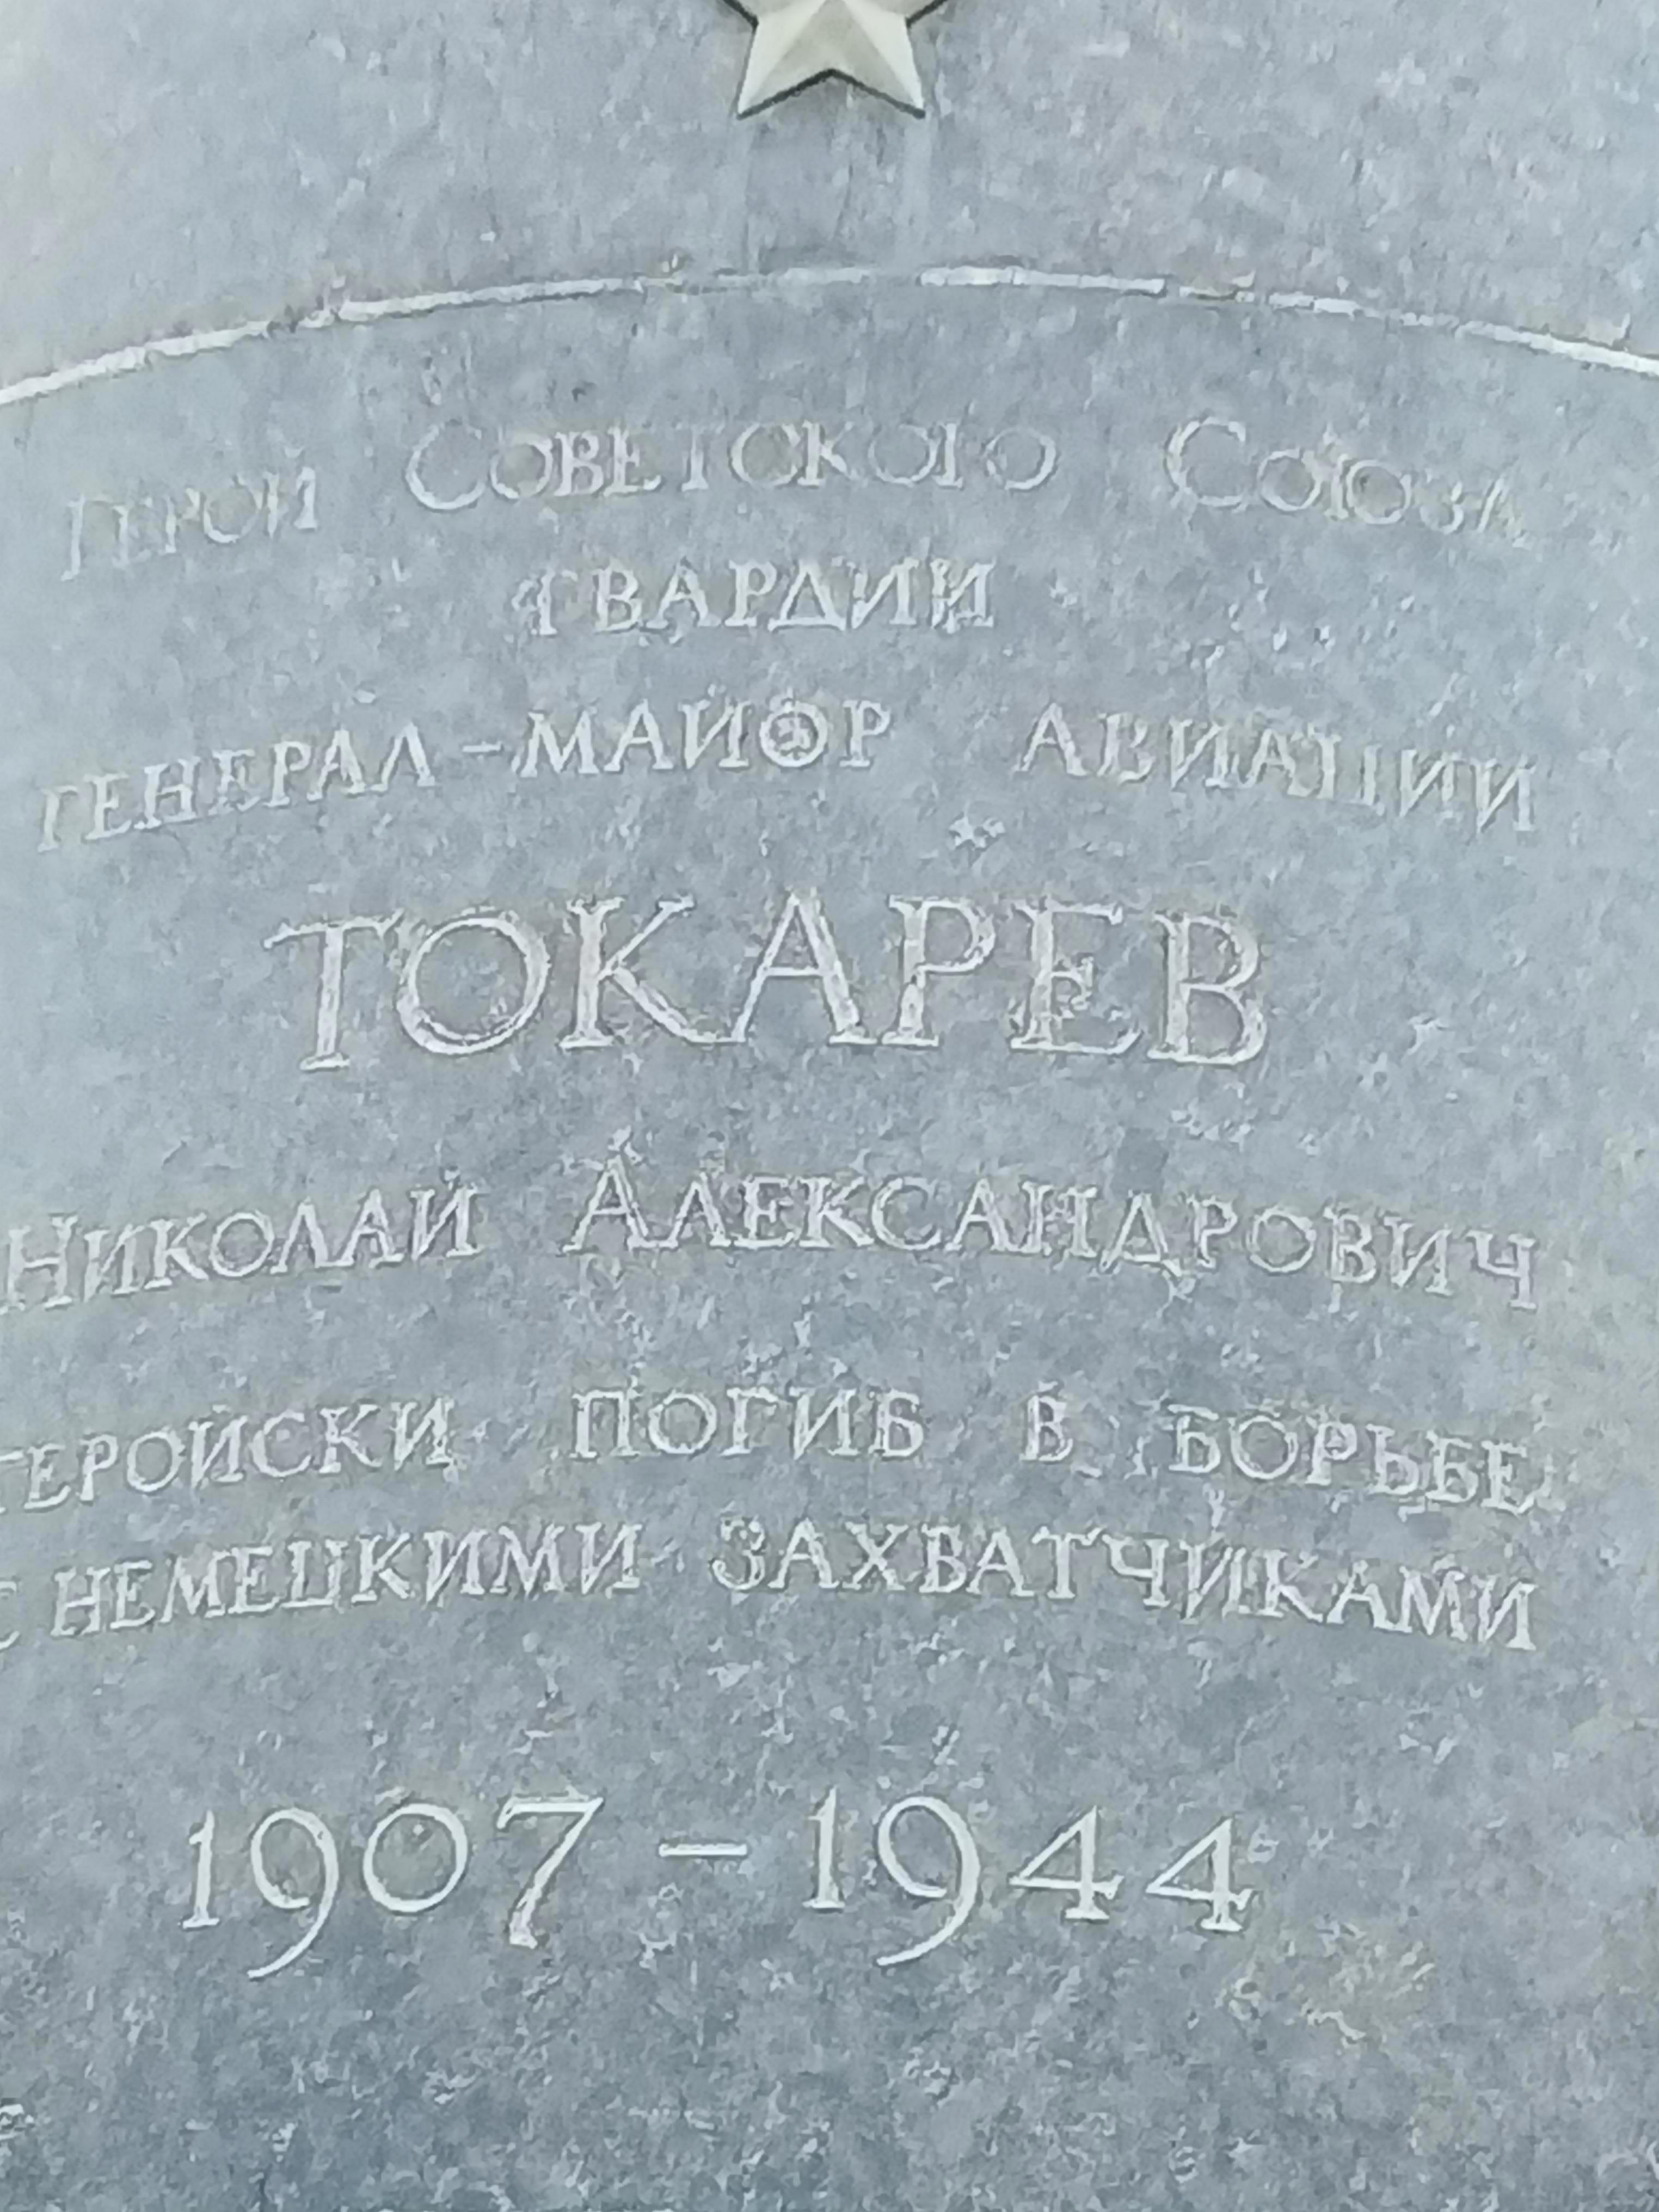 Герой Советского Союза
гвардии
генерал-майор авиации
ТОКАРЕВ
Николай Александрович
геройски погиб в борьбе
с немецкими захватчиками
1907 – 1944